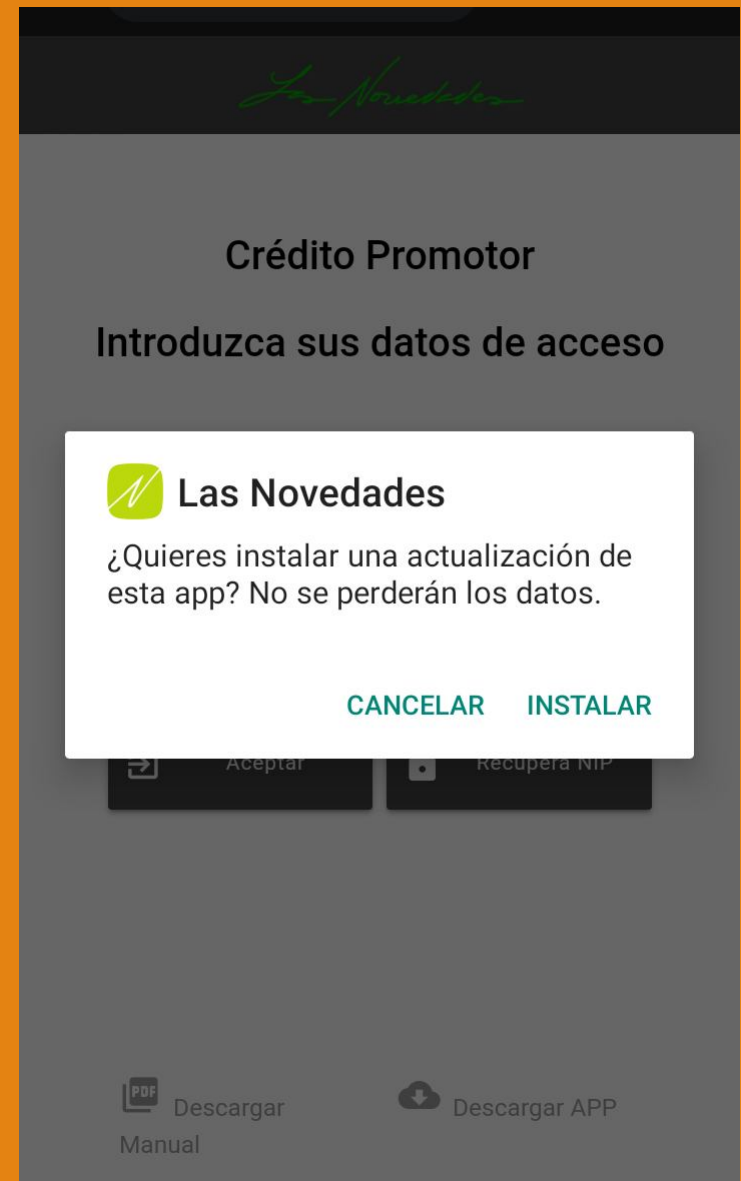 Las Novedades
Crédito Promotor
Introduzca sus datos de acceso
Las Novedades
¿Quieres instalar una actualización de
esta app? No se perderán los datos.
CANCELAR INSTALAR
Aceptar Recupera NIP
PDF
Descargar Descargar APP
Manual